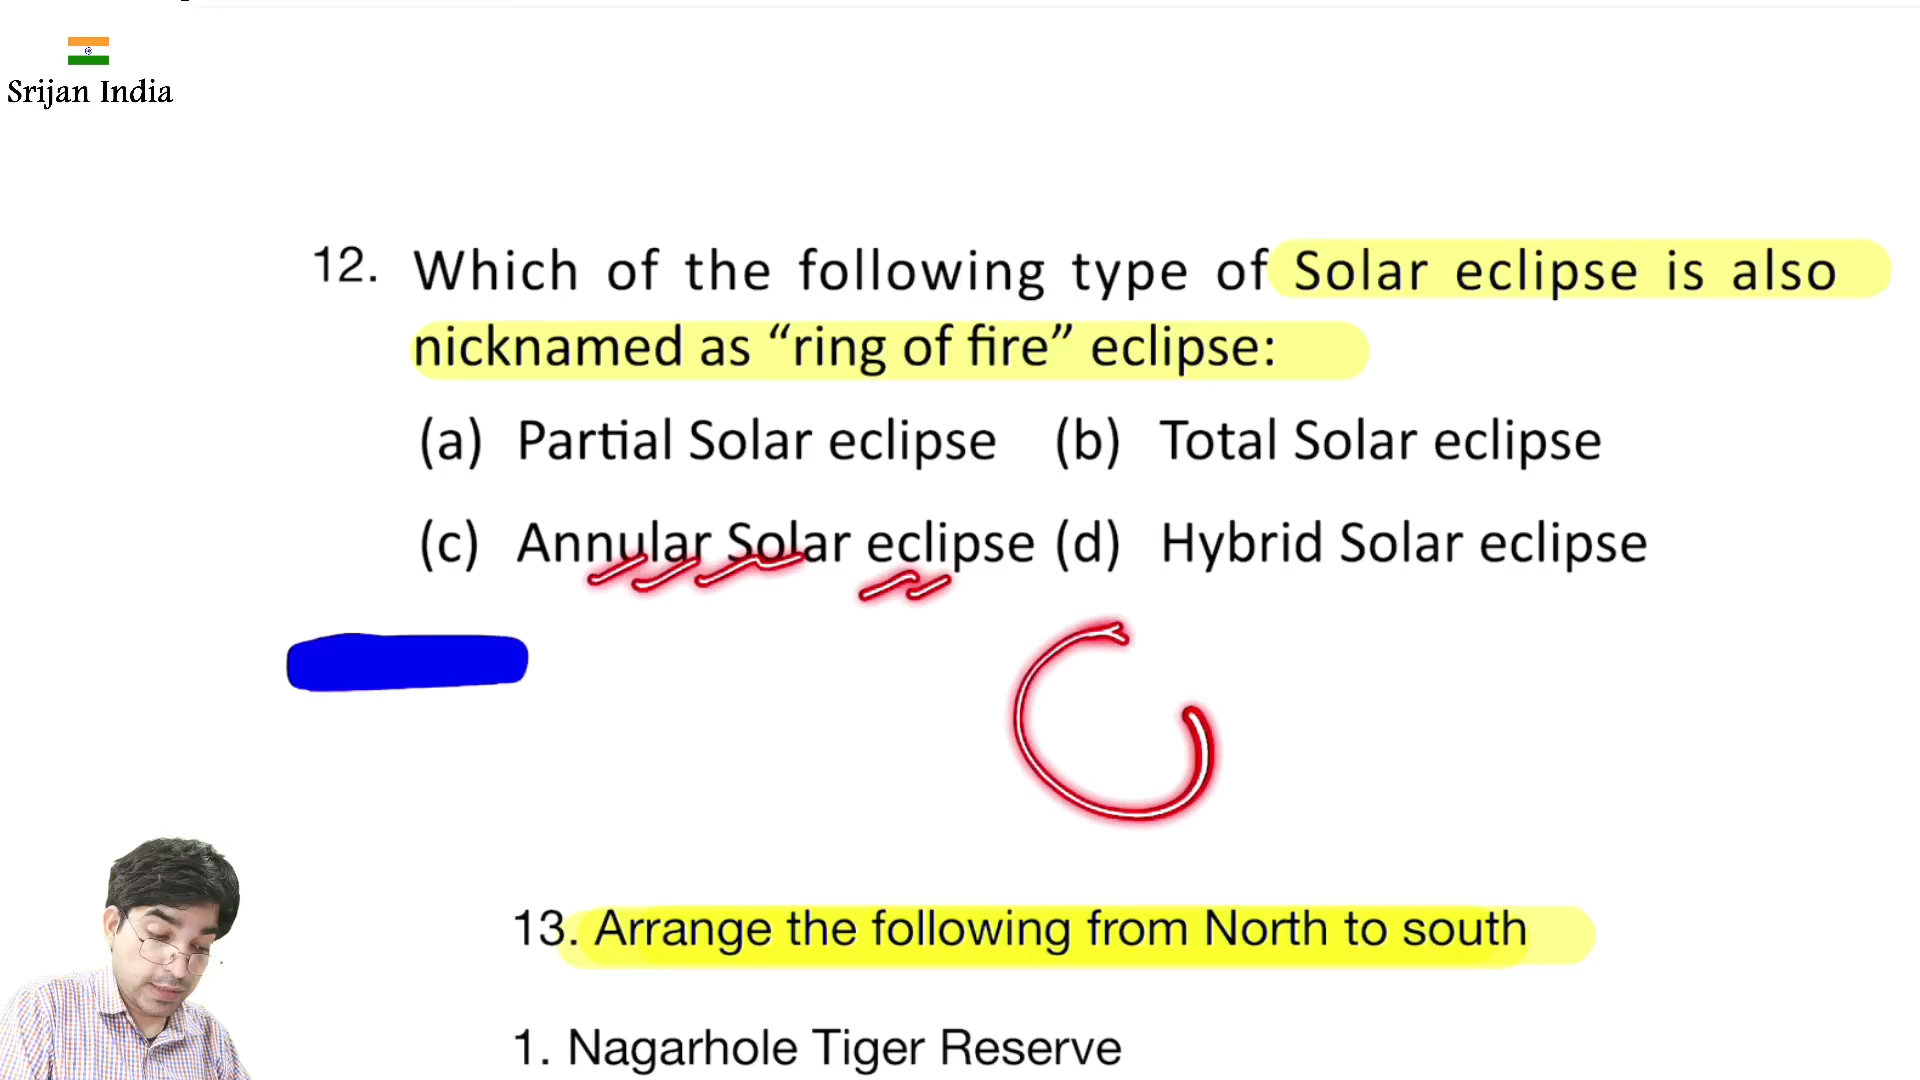 Srijan India
12. Which of the following type of Solar eclipse is also
nicknamed as “ring of fire” eclipse:
(a) Partial Solar eclipse (b) Total Solar eclipse
(c) Annular Solar eclipse (d) Hybrid Solar eclipse
13. Arrange the following from North to south
1. Nagarhole Tiger Reserve